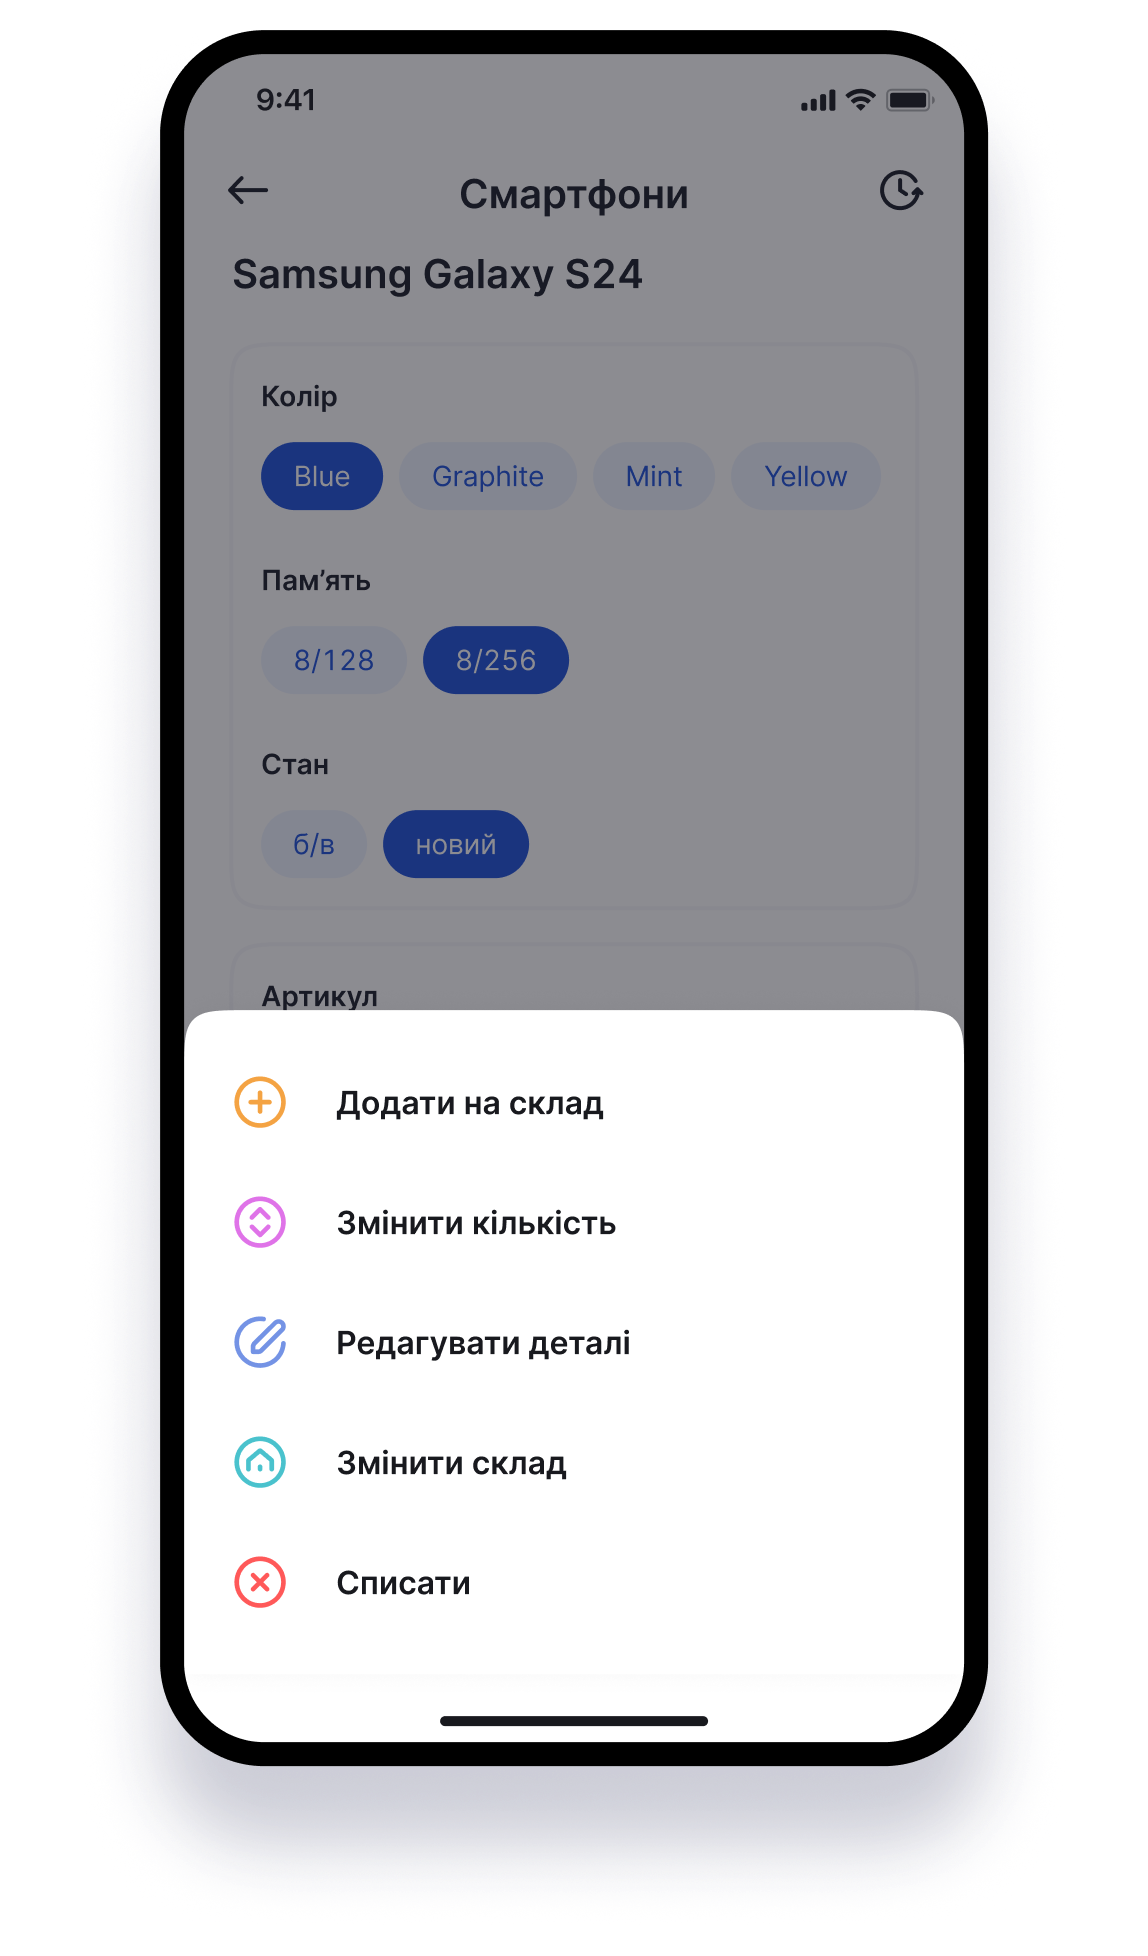 9:41
Смартфони
Samsung Galaxy S24
Колір
Blue Graphite Mint Yellow
Пам’ять
8/128 8/256
Стан
б/в новий
Артикул
Додати на склад
Змінити кількість
Редагувати деталі
Змінити склад
Списати